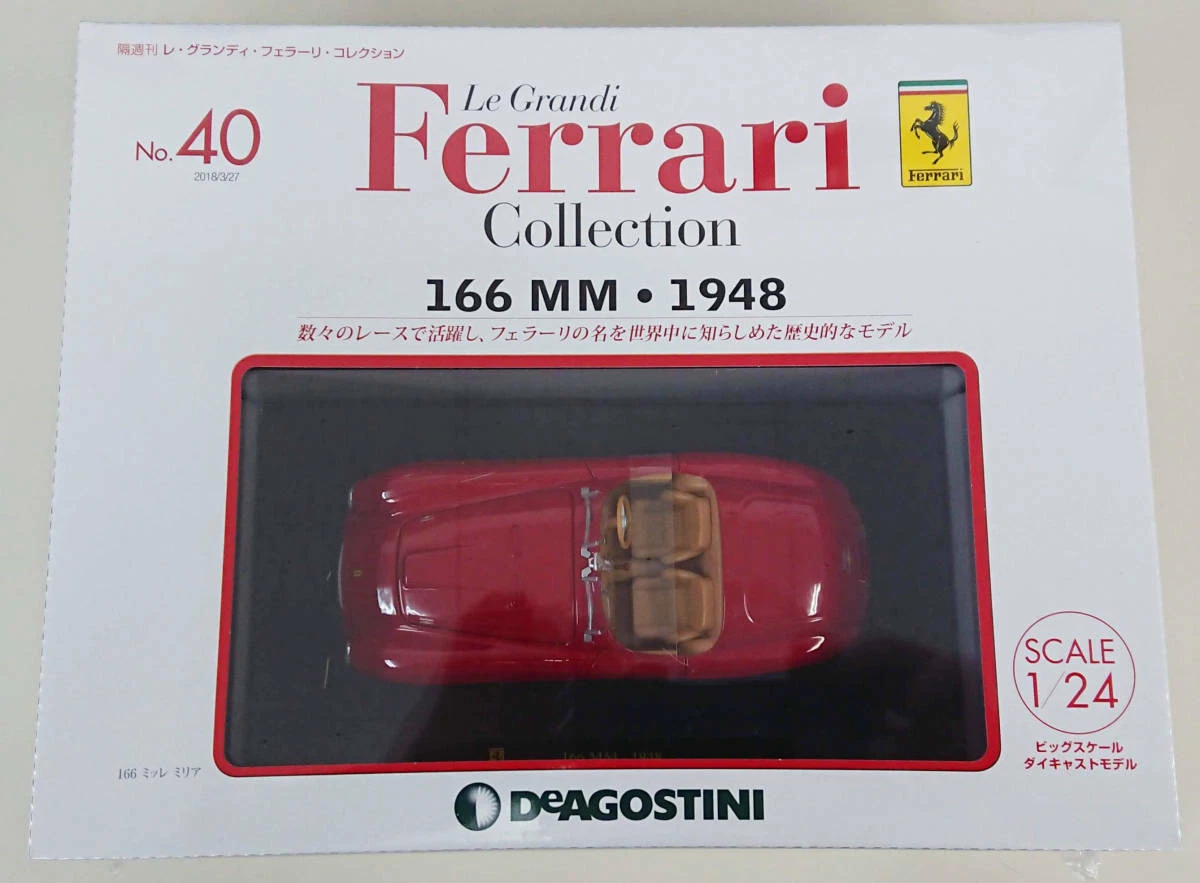 隔週刊 レ・グランディ・フェラーリ・コレクション
No.40
2018/3/27
Le Grandi
Ferrari
Collection
Ferrari
166 MM • 1948
数々のレースで活躍し、フェラーリの名を世界中に知らしめた歴史的なモデル
166 MM - 1948
SCALE
1/24
ビッグスケール
ダイキャストモデル
166 ミッレ ミリア
DeAGOSTINI